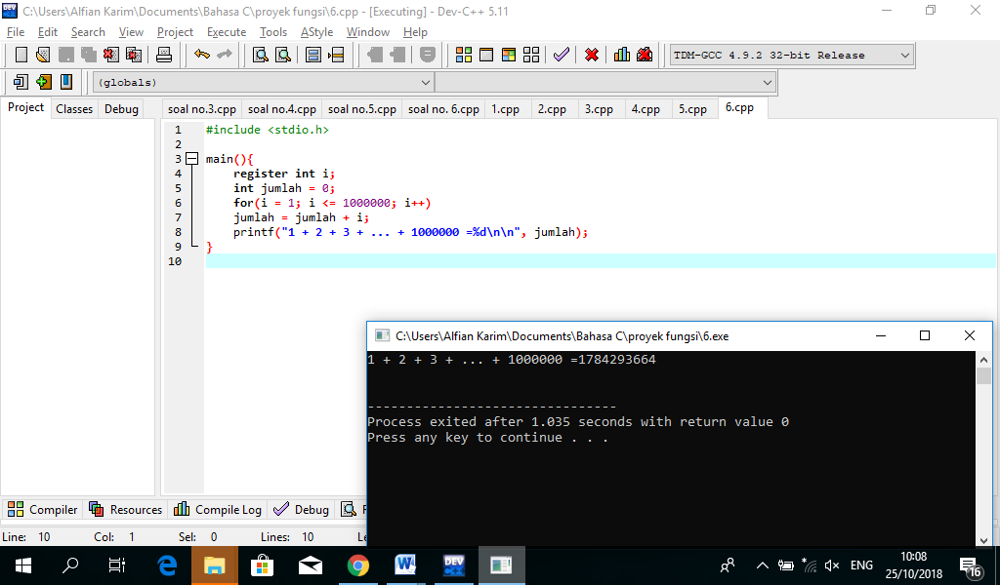 C:\Users\Alfian Karim\Documents\Bahasa C\proyek fungsi\6.cpp - [Executing] - Dev-C++ 5.11
File Edit Search View Project Execute Tools AStyle Window Help
TDM-GCC 4.9.2 32-bit Release
(globals)
Project Classes Debug
soal no.3.cpp soal no.4.cpp soal no.5.cpp soal no. 6.cpp 1.cpp 2.cpp 3.cpp 4.cpp 5.cpp 6.cpp
1 #include <stdio.h>
2
3 main(){
4 register int i;
5 int jumlah = 0;
6 for(i = 1; i <= 1000000; i++)
7 jumlah = jumlah + i;
8 printf("1 + 2 + 3 + ... + 1000000 =%d\n\n", jumlah);
9 }
10
C:\Users\Alfian Karim\Documents\Bahasa C\proyek fungsi\6.exe
1 + 2 + 3 + ... + 1000000 =1784293664
--------------------------------
Process exited after 1.035 seconds with return value 0
Press any key to continue . . .
Compiler Resources Compile Log Debug
Line: 10 Col: 1 Sel: 0 Lines: 10
DEV
ENG
10:08
25/10/2018
16